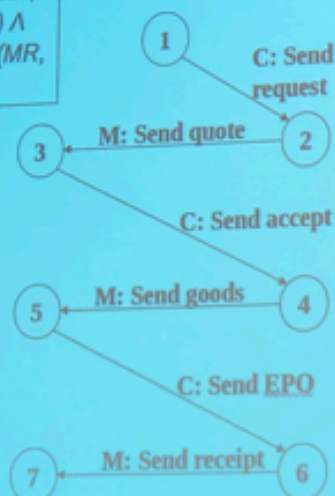 ) Λ
(MR,
1
C: Send
request
M: Send quote
3
2
C: Send accept
M: Send goods
5
4
C: Send EPO
M: Send receipt
7
6